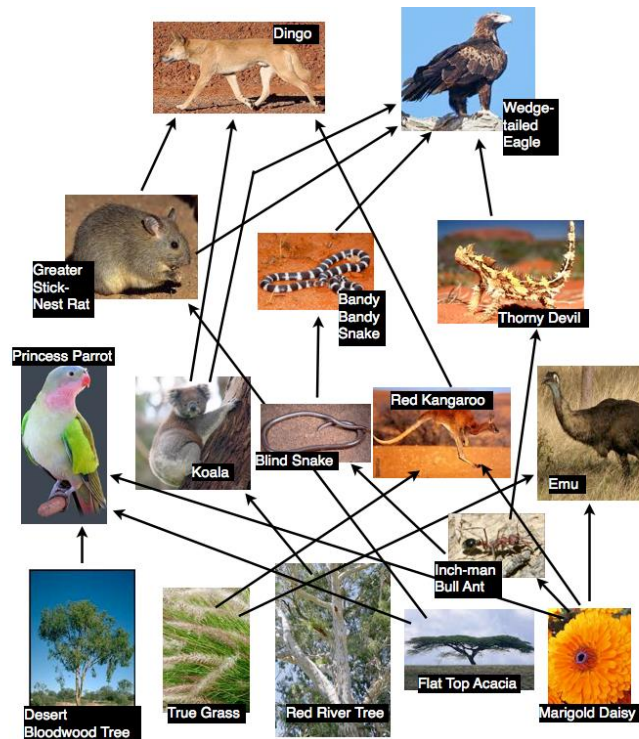 Dingo
Wedge-
tailed
Eagle
Greater
Stick-
Nest Rat
Bandy
Bandy
Snake
Thorny Devil
Princess Parrot
Koala
Blind Snake
Red Kangaroo
Emu
Inch-man
Bull Ant
Desert
Bloodwood Tree
True Grass
Red River Tree
Flat Top Acacia
Marigold Daisy